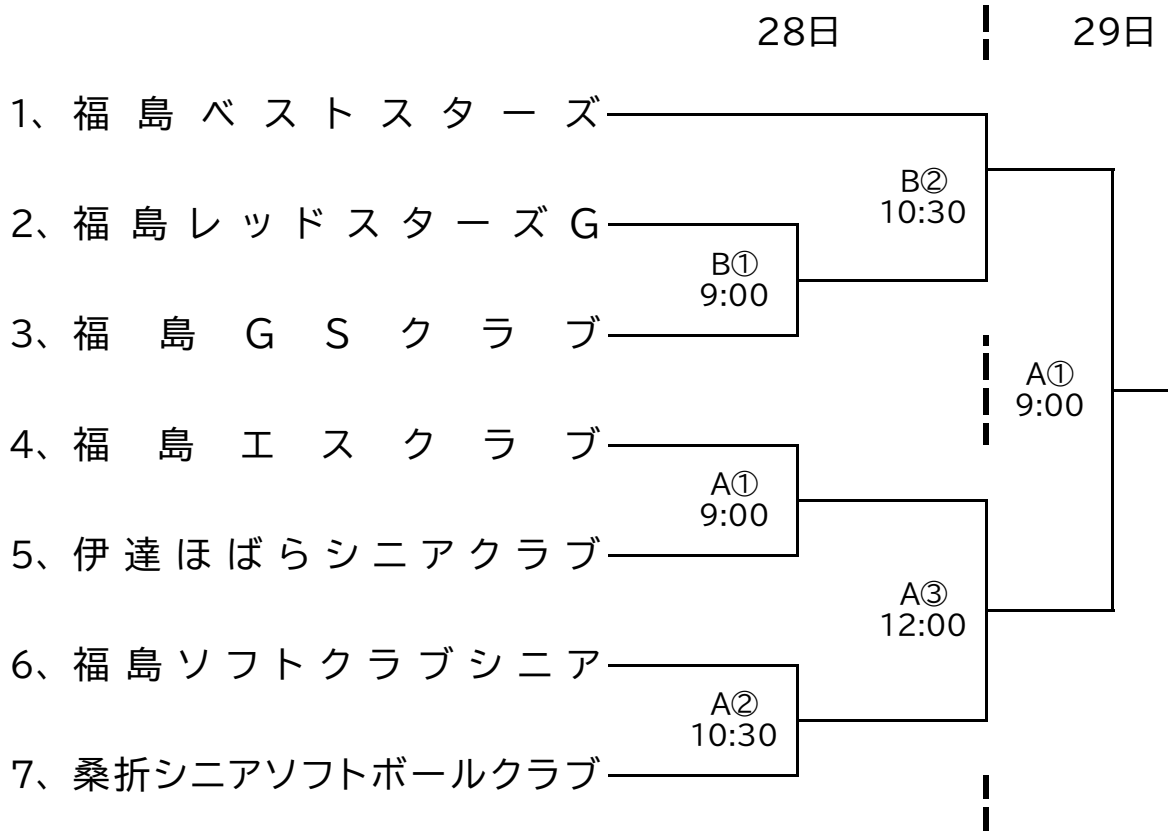 28日 29日
1、福島ベストスターズ
B②
10:30
2、福島レッドスターズG
B①
9:00
3、福島GSクラブ
A①
9:00
4、福島エスクラブ
A①
9:00
5、伊達ほばらシニアクラブ
A③
12:00
6、福島ソフトクラブシニア
A②
10:30
7、桑折シニアソフトボールクラブ